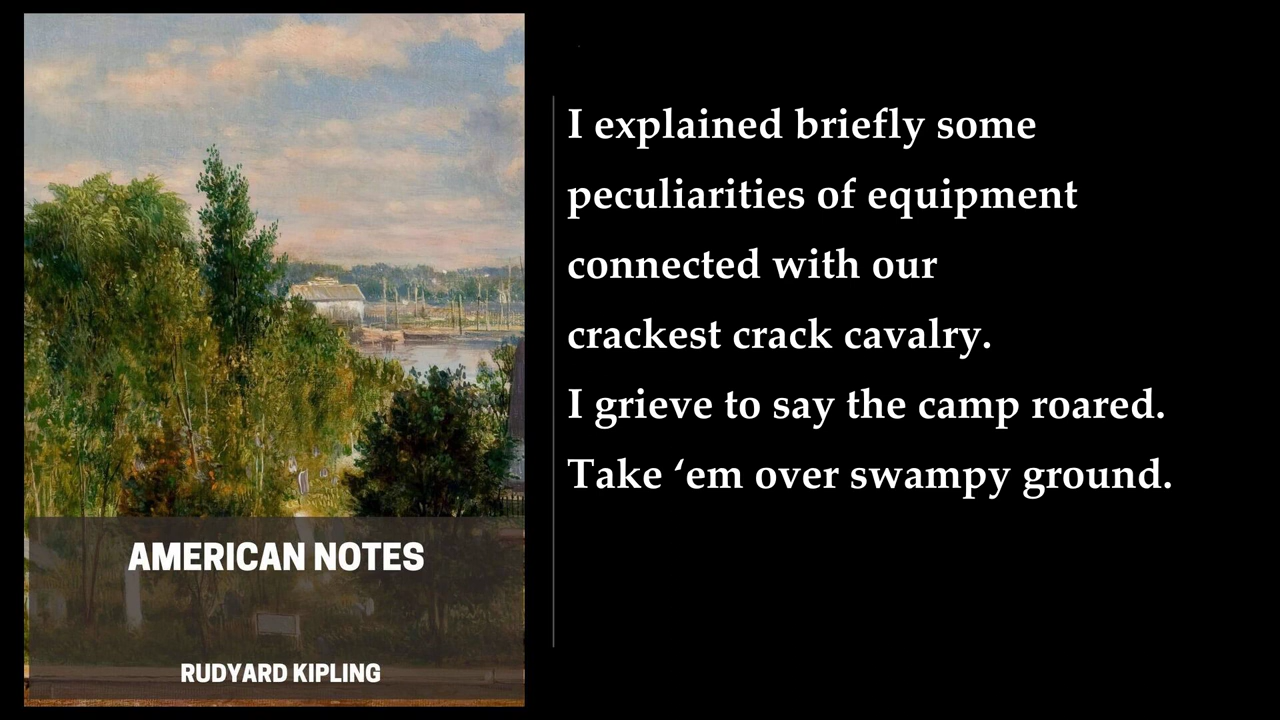 I explained briefly some
peculiarities of equipment
connected with our
crackest crack cavalry.
I grieve to say the camp roared.
Take ‘em over swampy ground.
AMERICAN NOTES
RUDYARD KIPLING